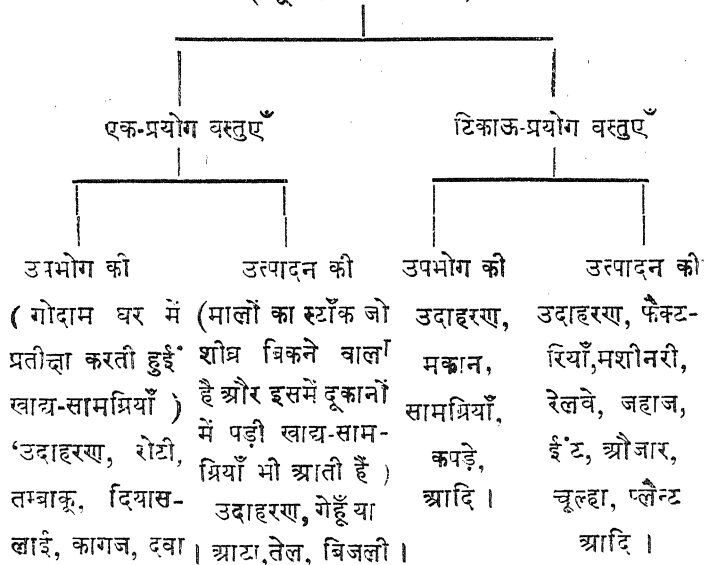 एक-प्रयोग वस्तुएँ
टिकाऊ-प्रयोग वस्तुएँ
उपभोग की
(गोदाम घर में
प्रतीक्षा करती हुई
खाद्य-सामग्रियाँ)
'उदाहरण, रोटी,
तम्बाकू, दियास-
लाई, कागज, दवा ।
उत्पादन की
(मालों का स्टॉक जो
शीघ्र बिकने वाला
है और इसमें दूकानों
में पड़ी खाद्य-साम-
ग्रियाँ भी आती हैं)
उदाहरण, गेहूँ या
आटा,तेल, बिजली ।
उपभोग की
उदाहरण,
मकान,
सामग्रियाँ,
कपड़े,
आदि ।
उत्पादन की
उदाहरण, फैक्ट-
रियाँ,मशीनरी,
रेलवे, जहाज,
ईंट, औजार,
चूल्हा, प्लैन्ट
आदि ।